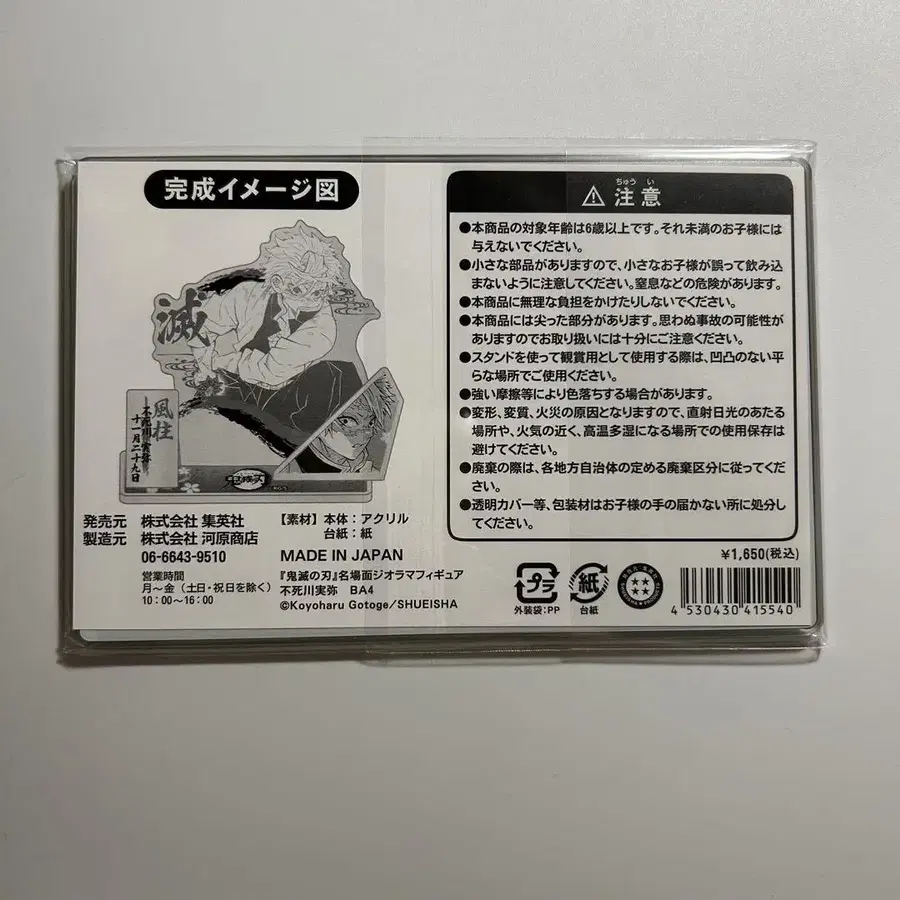 完成イメージ図
滅
風柱
不死川実弥
十一月二十九日
鬼滅の刃
発売元 株式会社 集英社
製造元 株式会社 河原商店
06-6643-9510
営業時間
月～金（土日・祝日を除く）
10：00～16：00
【素材】本体：アクリル
台紙：紙
MADE IN JAPAN
『鬼滅の刃』名場面ジオラマフィギュア
不死川実弥 BA4
©Koyoharu Gotoge/SHUEISHA
ちゅうい
注意
●本商品の対象年齢は6歳以上です。それ未満のお子様には
与えないでください。
●小さな部品がありますので、小さなお子様が誤って飲み込
まないように注意してください。窒息などの危険があります。
●本商品に無理な負担をかけたりしないでください。
●本商品には尖った部分があります。思わぬ事故の可能性が
ありますのでお取り扱いには十分にご注意ください。
●スタンドを使って観賞用として使用する際は、凹凸のない平
らな場所でご使用ください。
●強い摩擦等により色落ちする場合があります。
●変形、変質、火災の原因となりますので、直射日光のあたる
場所や、火気の近く、高温多湿になる場所での使用保存は
避けてください。
●廃棄の際は、各地方自治体の定める廃棄区分に従ってくだ
さい。
●透明カバー等、包装材はお子様の手の届かない所に処分し
てください。
¥1,650(税込)
プラ
外装袋：PP
紙
台紙
4 530430 415540